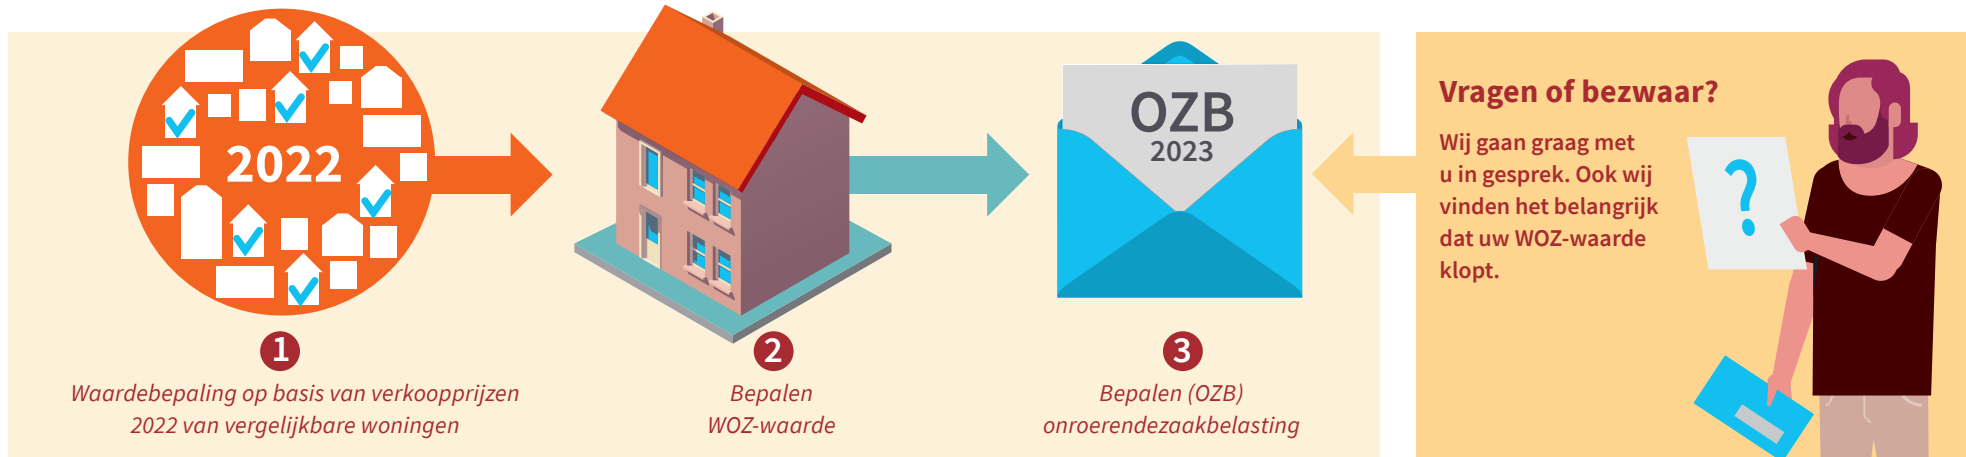 2022
1
Waardebepaling op basis van verkoopprijzen
2022 van vergelijkbare woningen
2
Bepalen
WOZ-waarde
OZB
2023
3
Bepalen (OZB)
onroerendezaakbelasting
Vragen of bezwaar?
Wij gaan graag met
u in gesprek. Ook wij
vinden het belangrijk
dat uw WOZ-waarde
klopt.
?